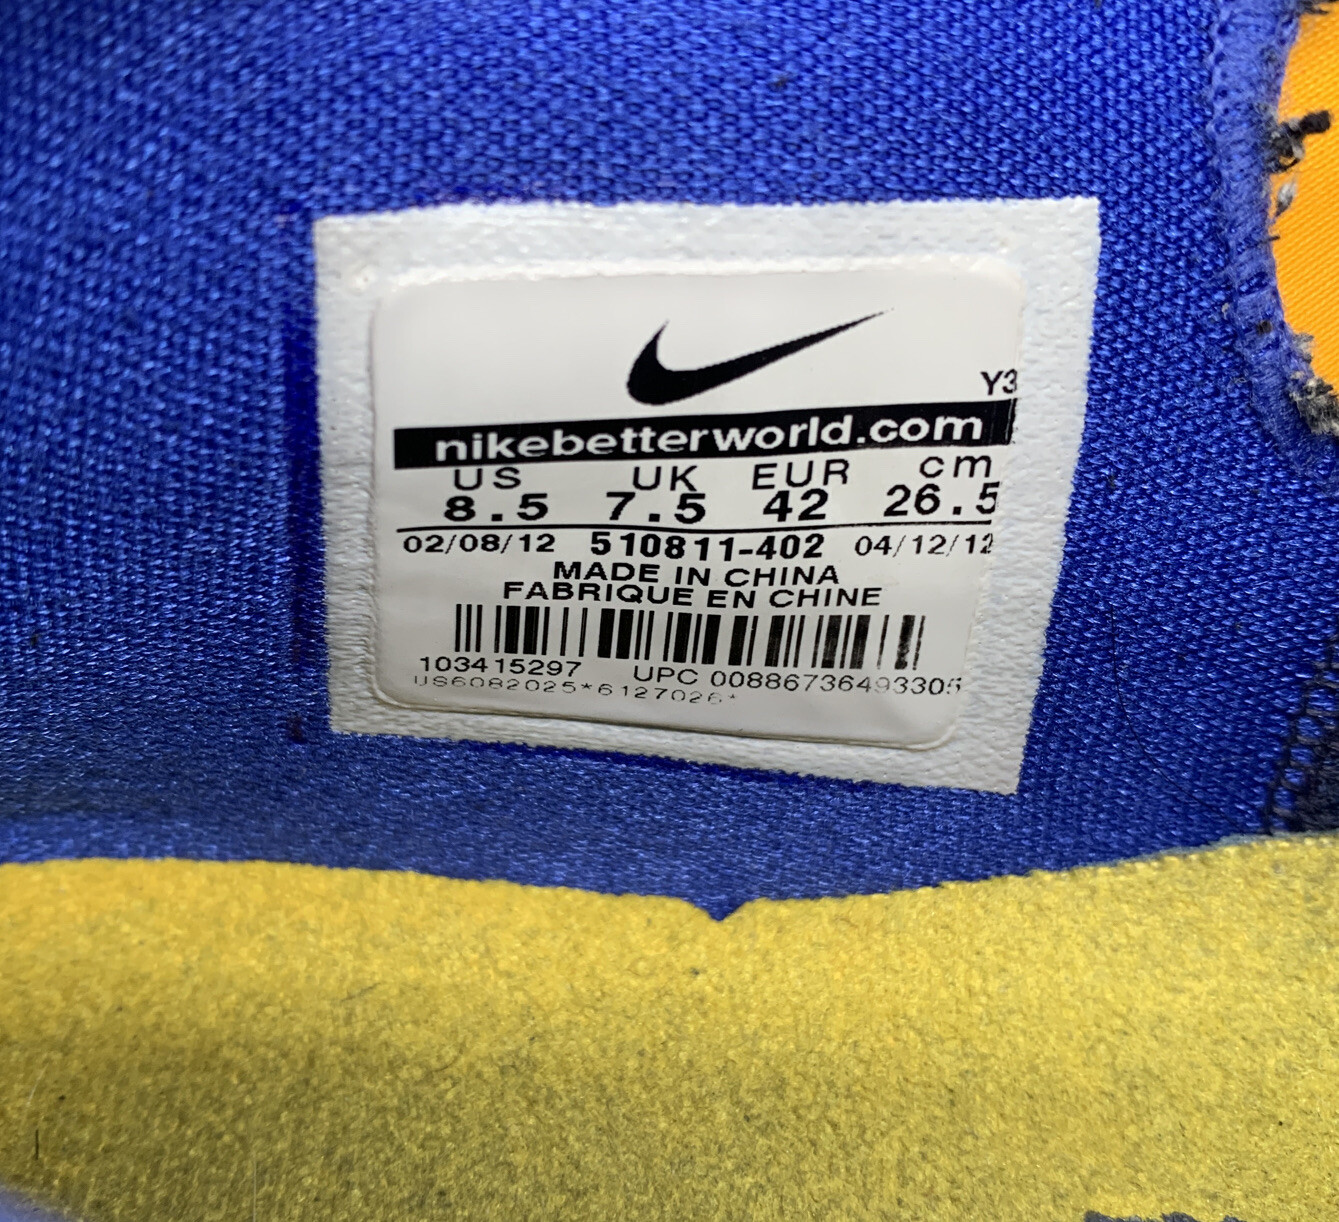 Y3
nikebetterworld.com
US UK EUR cm
8.5 7.5 42 26.5
02/08/12 510811-402 04/12/12
MADE IN CHINA
FABRIQUE EN CHINE
103415297 UPC 00886736493305
US6082025*6127026*